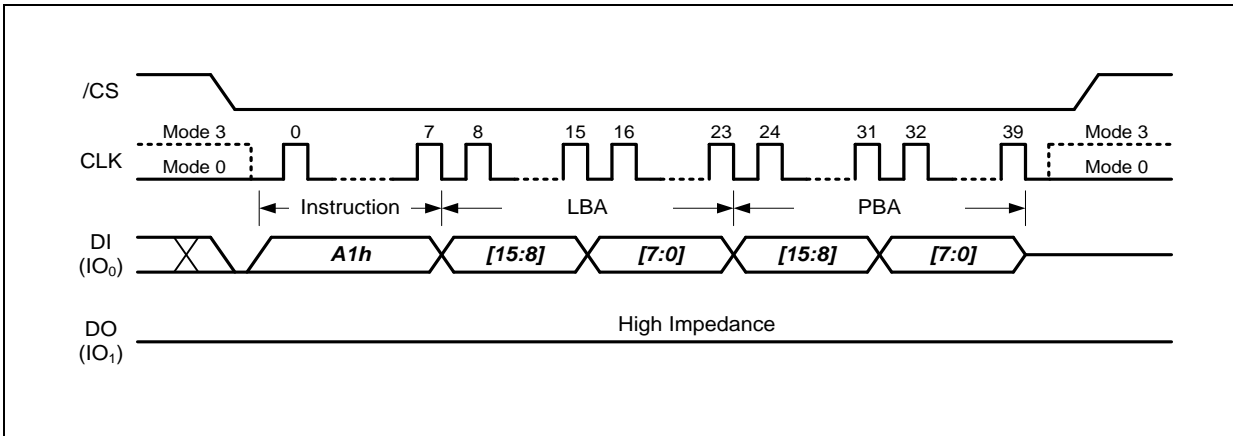 /CS
Mode 3 0 7 8 15 16 23 24 31 32 39 Mode 3
CLK
Mode 0 Mode 0
Instruction LBA PBA
DI
(IO₀)
A1h [15:8] [7:0] [15:8] [7:0]
High Impedance
DO
(IO₁)